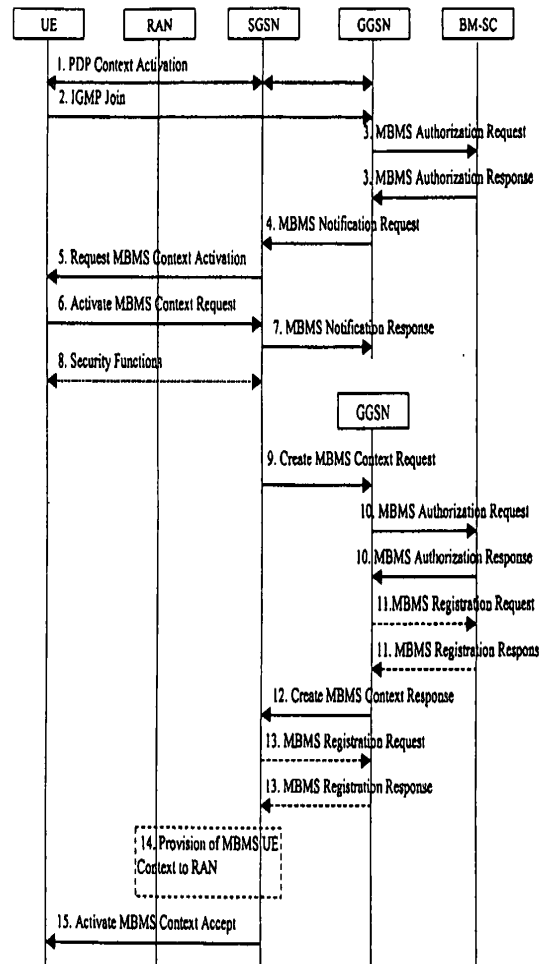 UE RAN SGSN GGSN BM-SC
1. PDP Context Activation
2. IGMP Join
3. MBMS Authorization Request
3. MBMS Authorization Response
4. MBMS Notification Request
5. Request MBMS Context Activation
6. Activate MBMS Context Request
7. MBMS Notification Response
8. Security Functions
GGSN
9. Create MBMS Context Request
10. MBMS Authorization Request
10. MBMS Authorization Response
11.MBMS Registration Request
11. MBMS Registration Respons
12. Create MBMS Context Response
13. MBMS Registration Request
13. MBMS Registration Response
14. Provision of MBMS UE
Context to RAN
15. Activate MBMS Context Accept